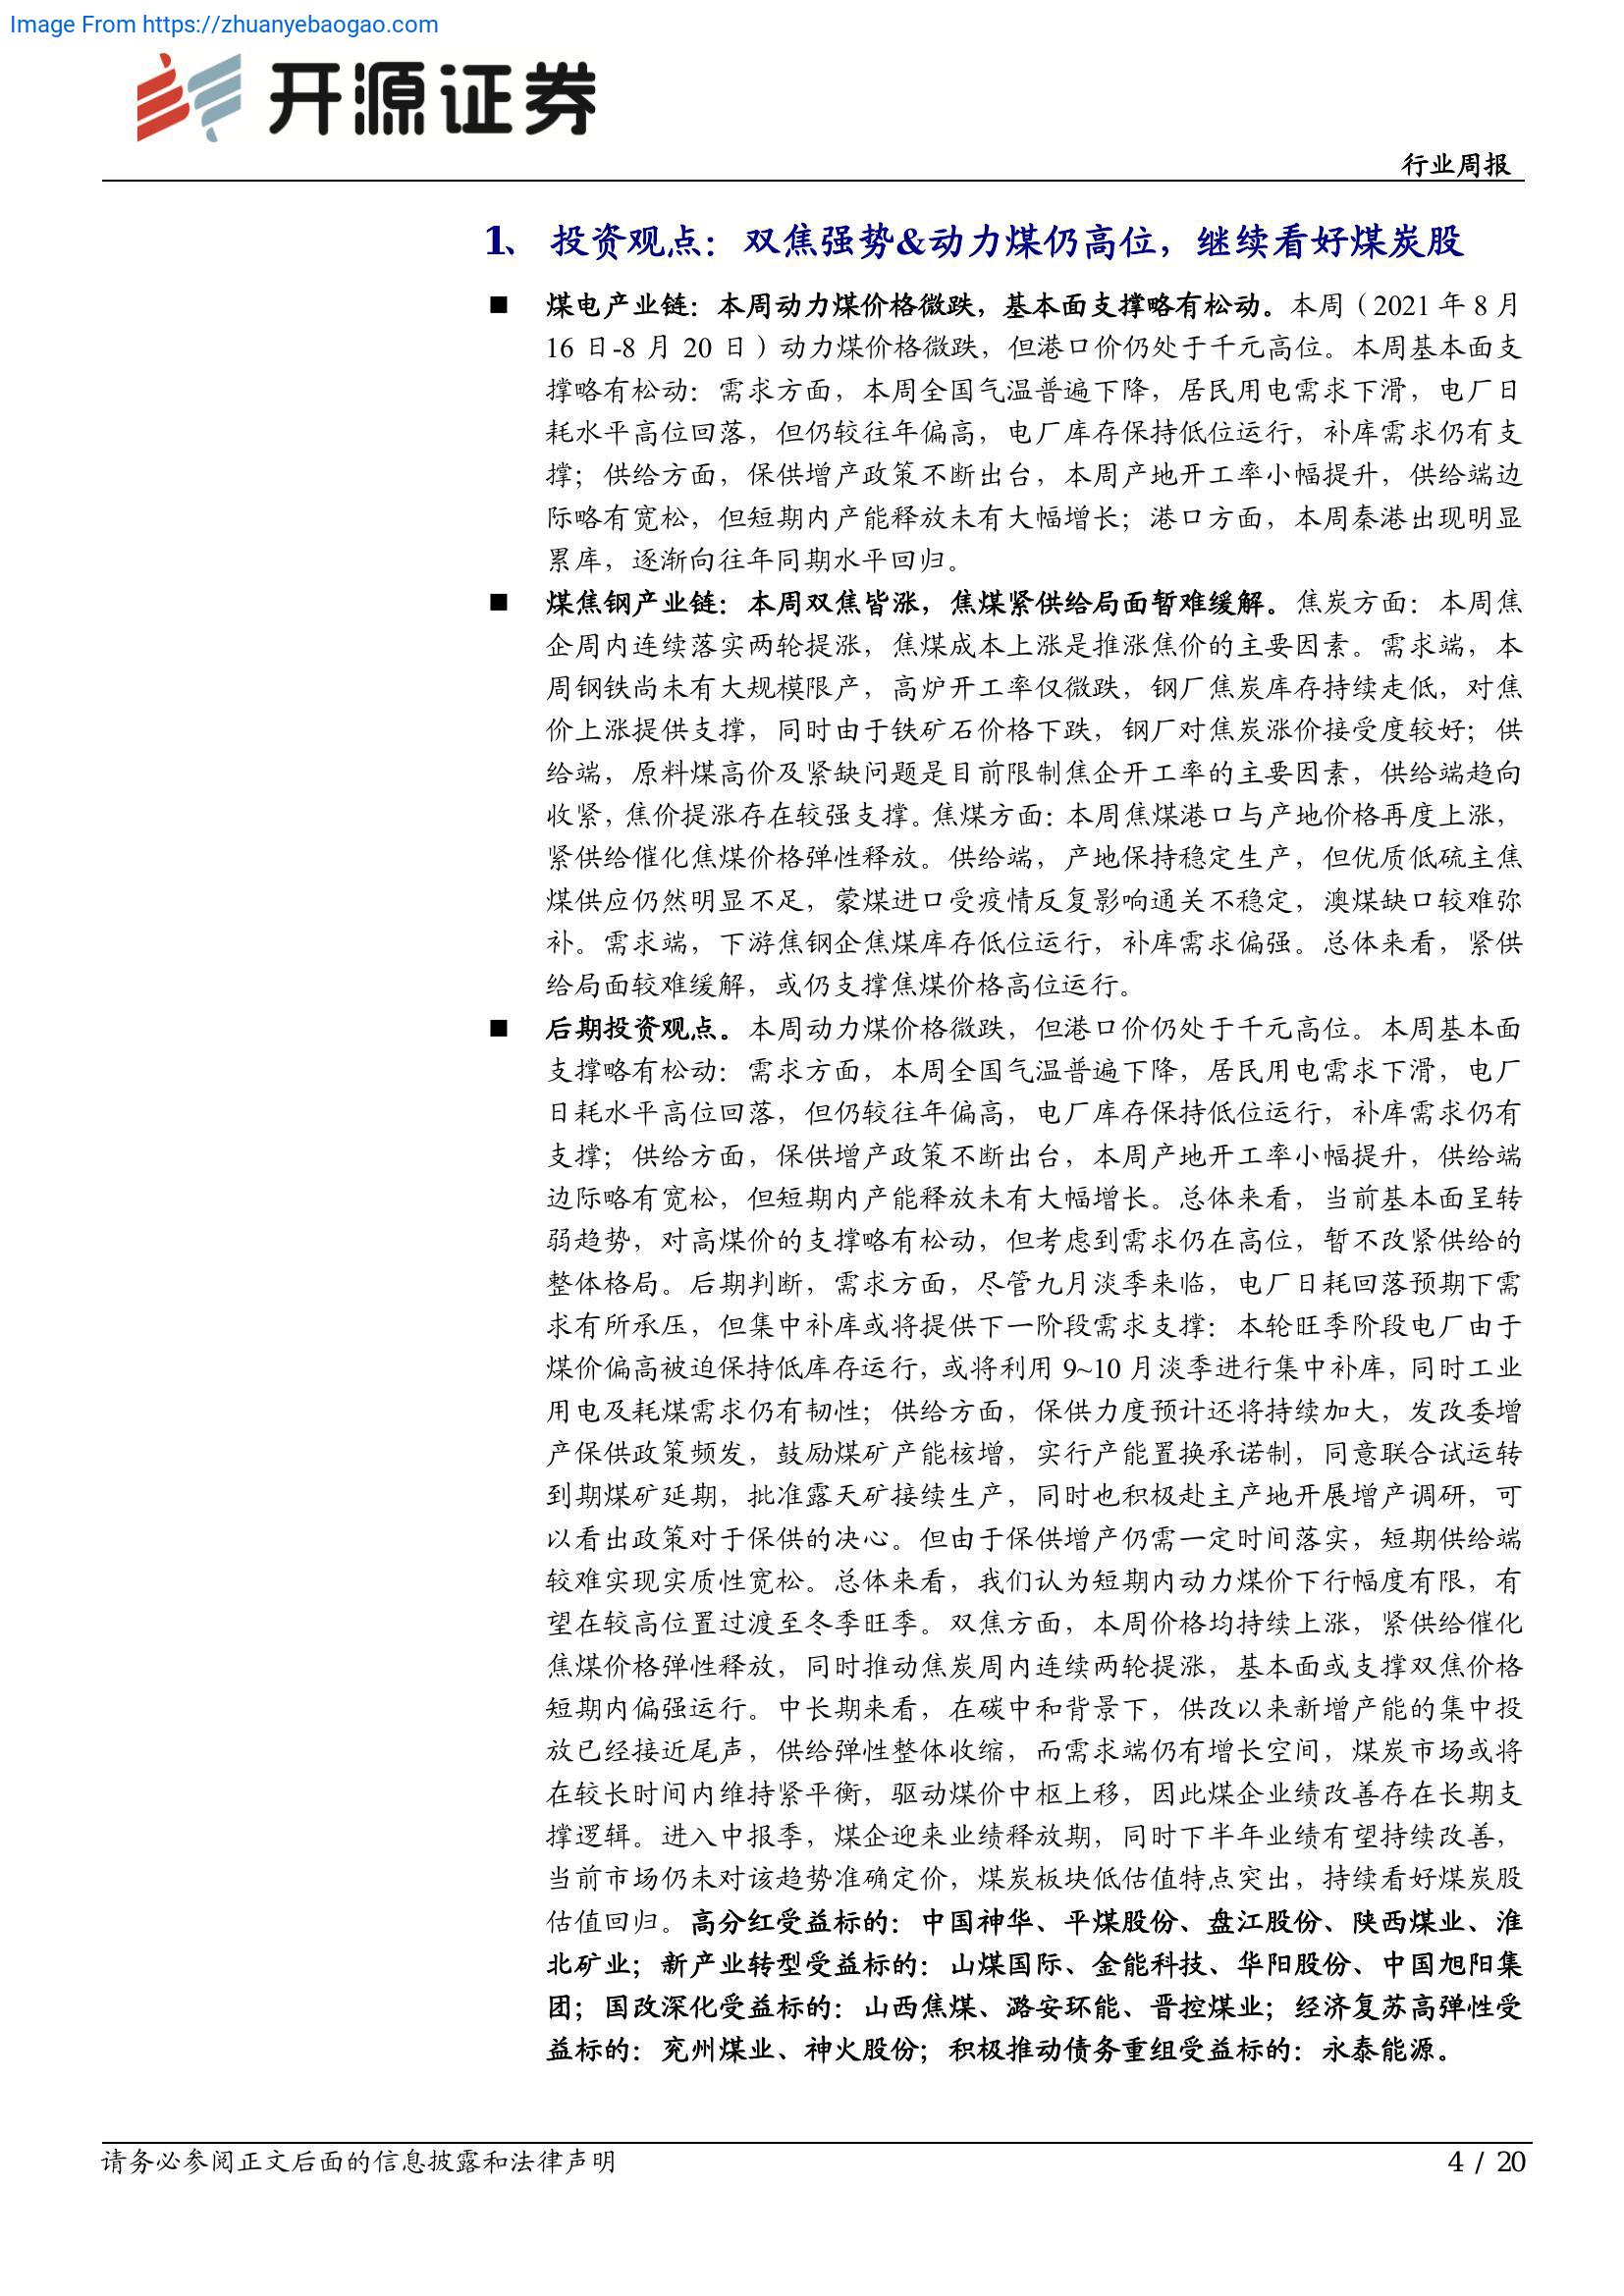 Image From https://zhuanyebaogao.com
开源证券
行业周报
1、 投资观点：双焦强势&动力煤仍高位，继续看好煤炭股
■ 煤电产业链：本周动力煤价格微跌，基本面支撑略有松动。本周（2021 年 8 月
16 日-8 月 20 日）动力煤价格微跌，但港口价仍处于千元高位。本周基本面支
撑略有松动：需求方面，本周全国气温普遍下降，居民用电需求下滑，电厂日
耗水平高位回落，但仍较往年偏高，电厂库存保持低位运行，补库需求仍有支
撑；供给方面，保供增产政策不断出台，本周产地开工率小幅提升，供给端边
际略有宽松，但短期内产能释放未有大幅增长；港口方面，本周秦港出现明显
累库，逐渐向往年同期水平回归。
■ 煤焦钢产业链：本周双焦皆涨，焦煤紧供给局面暂难缓解。焦炭方面：本周焦
企周内连续落实两轮提涨，焦煤成本上涨是推涨焦价的主要因素。需求端，本
周钢铁尚未有大规模限产，高炉开工率仅微跌，钢厂焦炭库存持续走低，对焦
价上涨提供支撑，同时由于铁矿石价格下跌，钢厂对焦炭涨价接受度较好；供
给端，原料煤高价及紧缺问题是目前限制焦企开工率的主要因素，供给端趋向
收紧，焦价提涨存在较强支撑。焦煤方面：本周焦煤港口与产地价格再度上涨，
紧供给催化焦煤价格弹性释放。供给端，产地保持稳定生产，但优质低硫主焦
煤供应仍然明显不足，蒙煤进口受疫情反复影响通关不稳定，澳煤缺口较难弥
补。需求端，下游焦钢企焦煤库存低位运行，补库需求偏强。总体来看，紧供
给局面较难缓解，或仍支撑焦煤价格高位运行。
■ 后期投资观点。本周动力煤价格微跌，但港口价仍处于千元高位。本周基本面
支撑略有松动：需求方面，本周全国气温普遍下降，居民用电需求下滑，电厂
日耗水平高位回落，但仍较往年偏高，电厂库存保持低位运行，补库需求仍有
支撑；供给方面，保供增产政策不断出台，本周产地开工率小幅提升，供给端
边际略有宽松，但短期内产能释放未有大幅增长。总体来看，当前基本面呈转
弱趋势，对高煤价的支撑略有松动，但考虑到需求仍在高位，暂不改紧供给的
整体格局。后期判断，需求方面，尽管九月淡季来临，电厂日耗回落预期下需
求有所承压，但集中补库或将提供下一阶段需求支撑：本轮旺季阶段电厂由于
煤价偏高被迫保持低库存运行，或将利用 9~10 月淡季进行集中补库，同时工业
用电及耗煤需求仍有韧性；供给方面，保供力度预计还将持续加大，发改委增
产保供政策频发，鼓励煤矿产能核增，实行产能置换承诺制，同意联合试运转
到期煤矿延期，批准露天矿接续生产，同时也积极赴主产地开展增产调研，可
以看出政策对于保供的决心。但由于保供增产仍需一定时间落实，短期供给端
较难实现实质性宽松。总体来看，我们认为短期内动力煤价下行幅度有限，有
望在较高位置过渡至冬季旺季。双焦方面，本周价格均持续上涨，紧供给催化
焦煤价格弹性释放，同时推动焦炭周内连续两轮提涨，基本面或支撑双焦价格
短期内偏强运行。中长期来看，在碳中和背景下，供改以来新增产能的集中投
放已经接近尾声，供给弹性整体收缩，而需求端仍有增长空间，煤炭市场或将
在较长时间内维持紧平衡，驱动煤价中枢上移，因此煤企业绩改善存在长期支
撑逻辑。进入中报季，煤企迎来业绩释放期，同时下半年业绩有望持续改善，
当前市场仍未对该趋势准确定价，煤炭板块低估值特点突出，持续看好煤炭股
估值回归。高分红受益标的：中国神华、平煤股份、盘江股份、陕西煤业、淮
北矿业；新产业转型受益标的：山煤国际、金能科技、华阳股份、中国旭阳集
团；国改深化受益标的：山西焦煤、潞安环能、晋控煤业；经济复苏高弹性受
益标的：兖州煤业、神火股份；积极推动债务重组受益标的：永泰能源。
请务必参阅正文后面的信息披露和法律声明
4 / 20